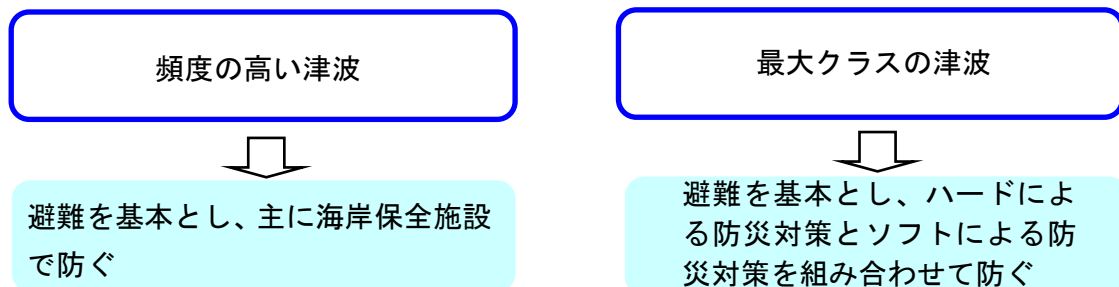 頻度の高い津波
最大クラスの津波
避難を基本とし、主に海岸保全施設
で防ぐ
避難を基本とし、ハードによ
る防災対策とソフトによる防
災対策を組み合わせて防ぐ